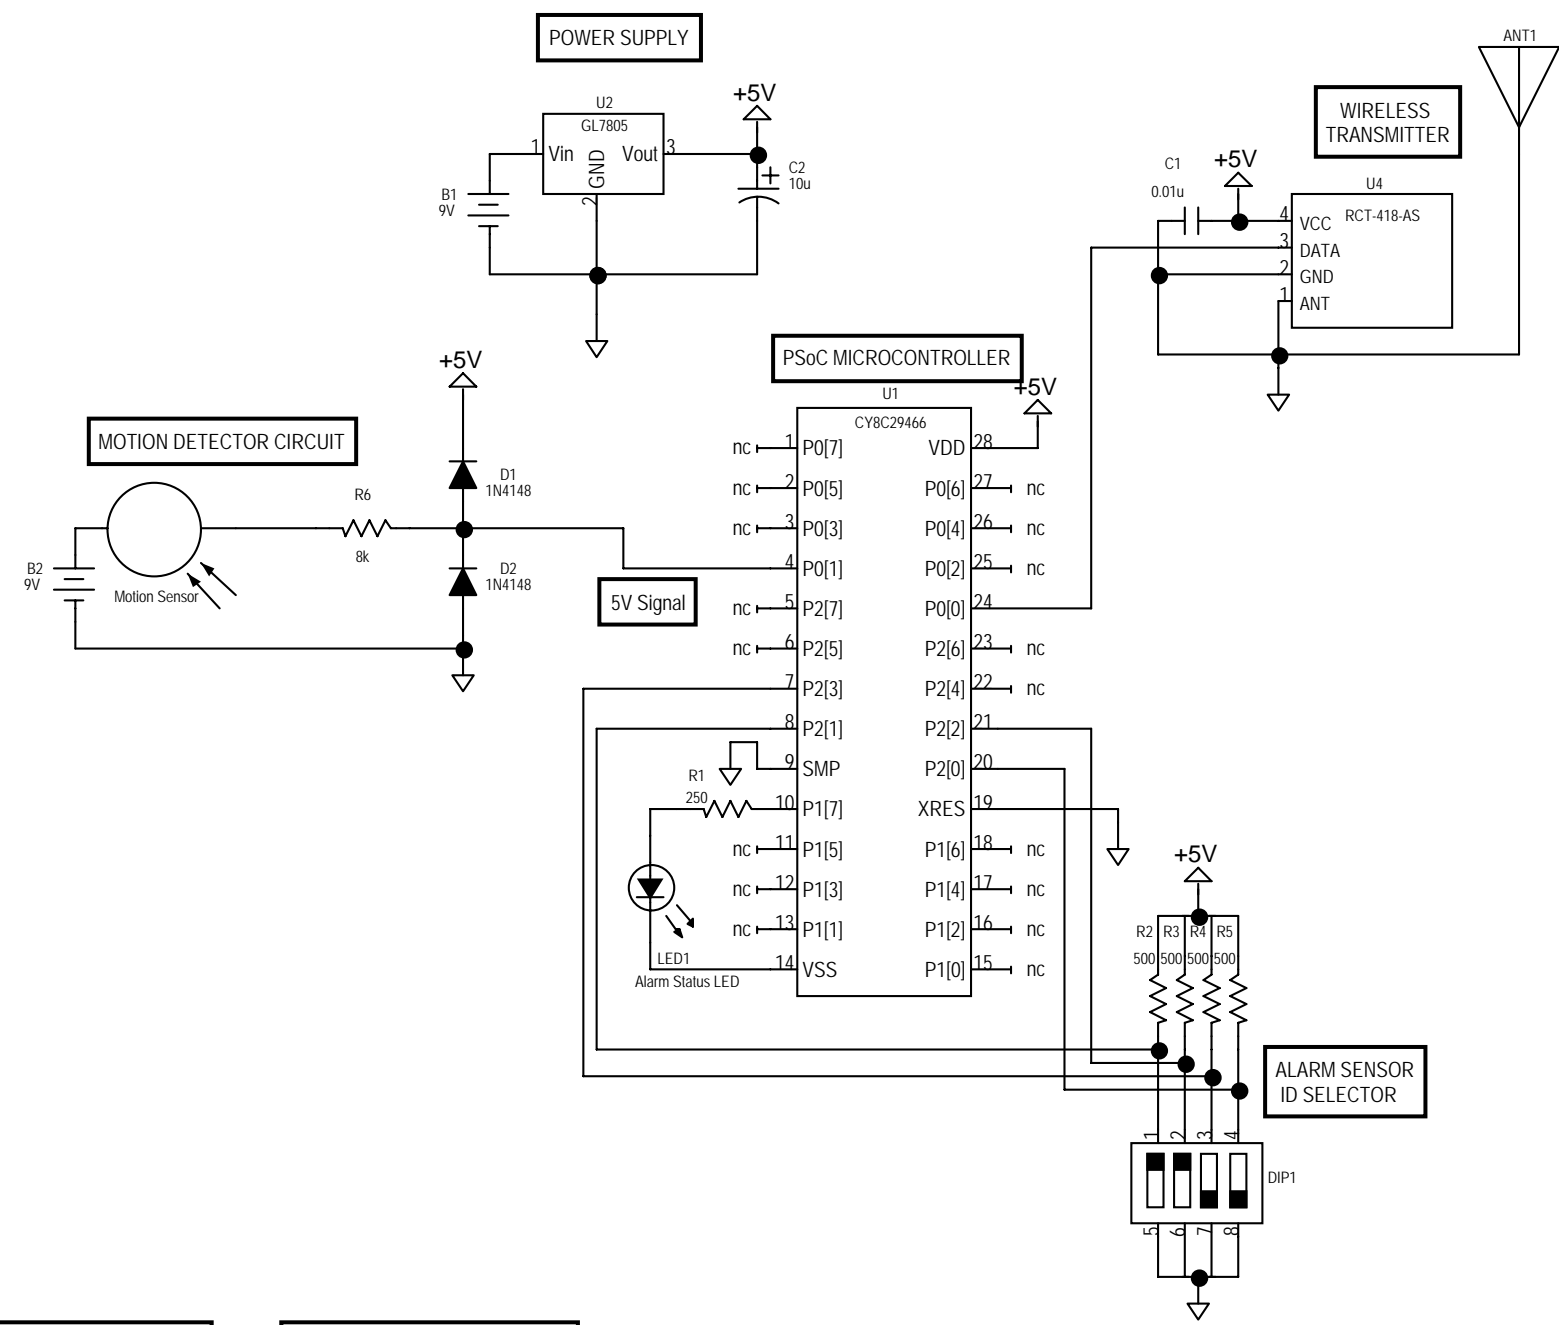 POWER SUPPLY
U2
GL7805
1
Vin
Vout
3
GND
2
B1
9V
+5V
C2
10u
ANT1
WIRELESS
TRANSMITTER
C1
0.01u
+5V
U4
RCT-418-AS
4
VCC
3
DATA
2
GND
1
ANT
MOTION DETECTOR CIRCUIT
+5V
R6
8k
D1
1N4148
D2
1N4148
B2
9V
Motion Sensor
5V Signal
PSoC MICROCONTROLLER
U1
+5V
CY8C29466
nc 1 P0[7] VDD 28
nc 2 P0[5] P0[6] 27 nc
nc 3 P0[3] P0[4] 26 nc
4 P0[1] P0[2] 25 nc
nc 5 P2[7] P0[0] 24
nc 6 P2[5] P2[6] 23 nc
7 P2[3] P2[4] 22 nc
8 P2[1] P2[2] 21
9 SMP P2[0] 20
10 P1[7] XRES 19
nc 11 P1[5] P1[6] 18 nc
nc 12 P1[3] P1[4] 17 nc
nc 13 P1[1] P1[2] 16 nc
14 VSS P1[0] 15 nc
R1
250
LED1
Alarm Status LED
+5V
R2 R3 R4 R5
500 500 500 500
ALARM SENSOR
ID SELECTOR
1 2 3 4
DIP1
5 6 7 8